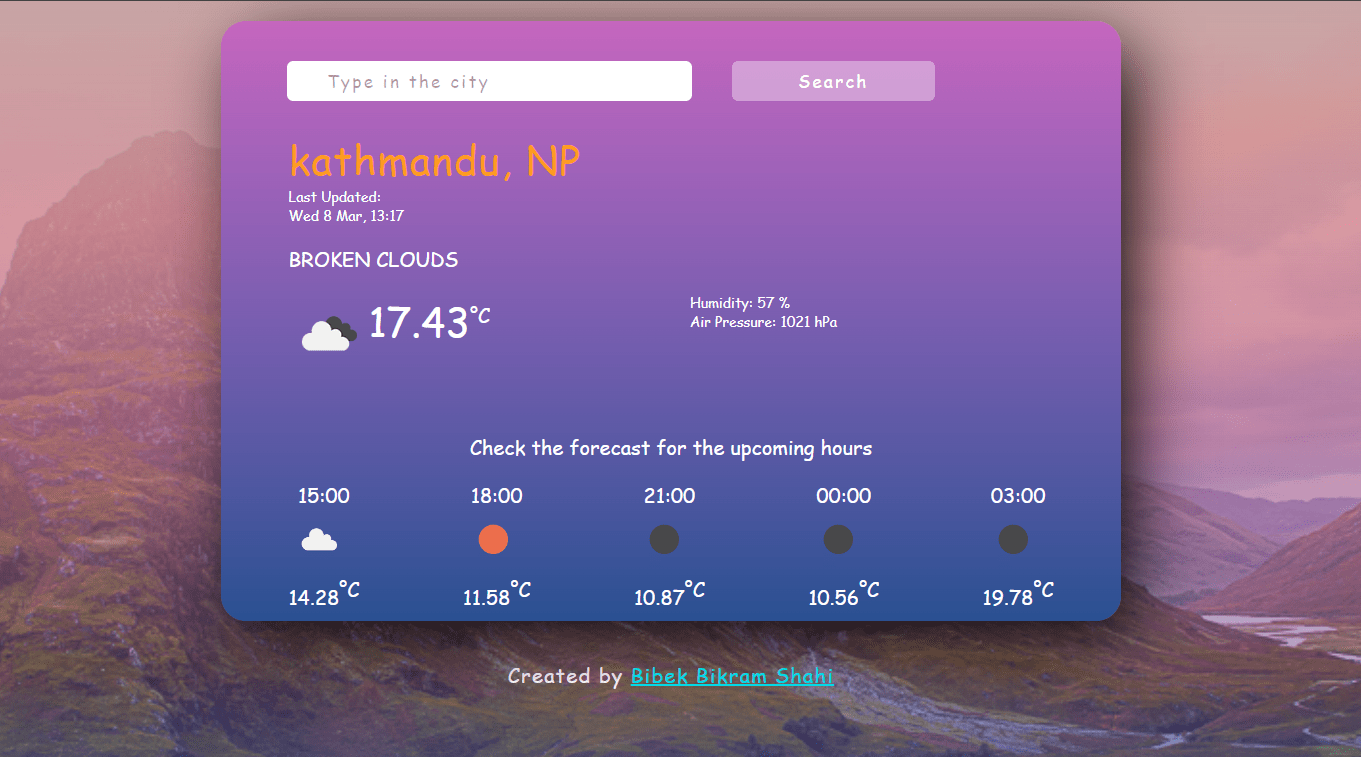 Type in the city
Search
kathmandu, NP
Last Updated:
Wed 8 Mar, 13:17
BROKEN CLOUDS
17.43°C
Humidity: 57 %
Air Pressure: 1021 hPa
Check the forecast for the upcoming hours
15:00 18:00 21:00 00:00 03:00
14.28°C 11.58°C 10.87°C 10.56°C 19.78°C
Created by Bibek Bikram Shahi